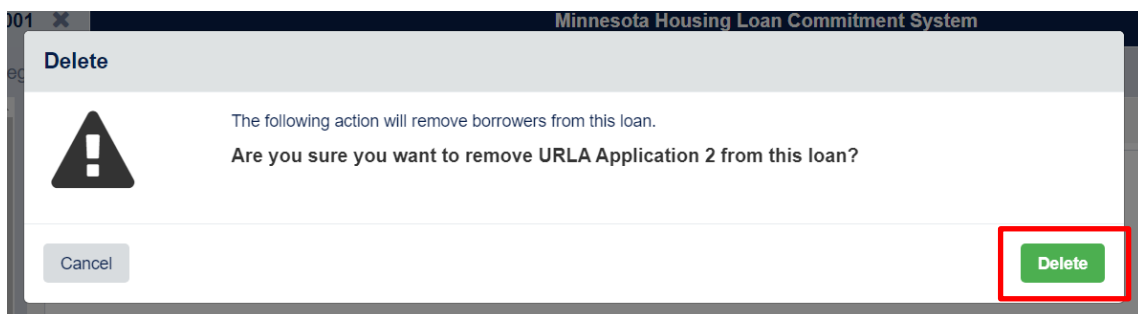 001 Minnesota Housing Loan Commitment System
Delete
The following action will remove borrowers from this loan.
Are you sure you want to remove URLA Application 2 from this loan?
Cancel Delete